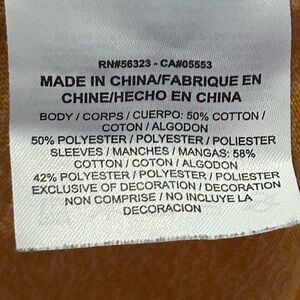 RN#56323 - CA#05553
MADE IN CHINA/FABRIQUE EN
CHINE/HECHO EN CHINA
BODY / CORPS / CUERPO: 50% COTTON /
COTON / ALGODON
50% POLYESTER / POLYESTER / POLIESTER
SLEEVES / MANCHES / MANGAS: 58%
COTTON / COTON / ALGODON
42% POLYESTER / POLYESTER / POLIESTER
EXCLUSIVE OF DECORATION / DECORATION
NON COMPRISE / NO INCLUYE LA
DECORACION